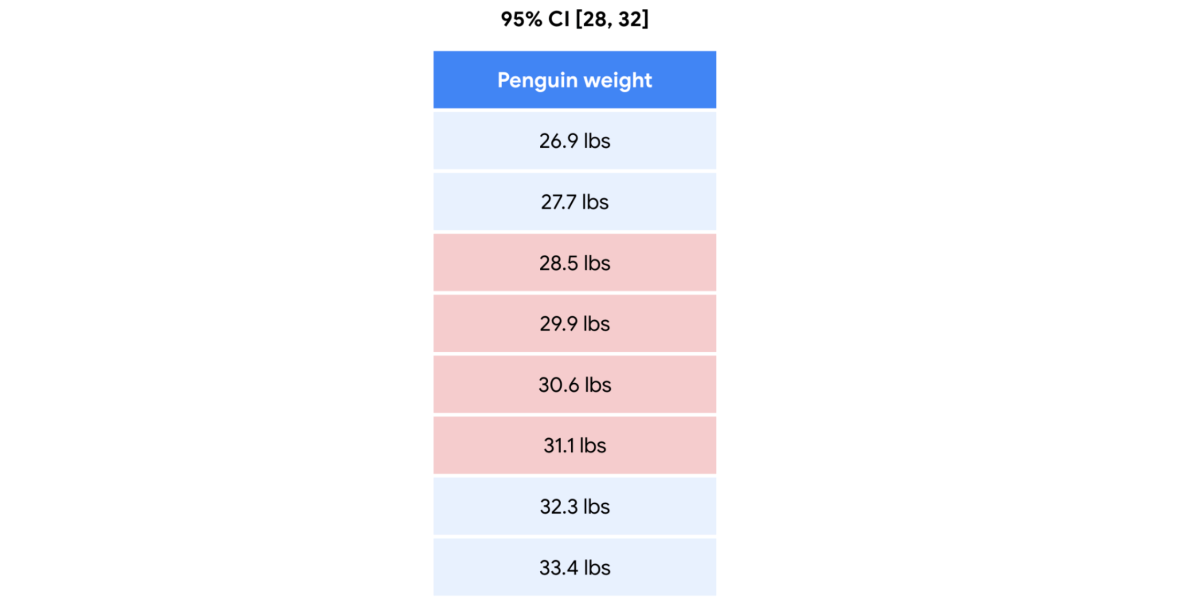 95% CI [28, 32]
Penguin weight
26.9 lbs
27.7 lbs
28.5 lbs
29.9 lbs
30.6 lbs
31.1 lbs
32.3 lbs
33.4 lbs